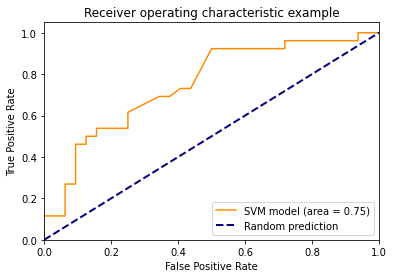 Receiver operating characteristic example
True Positive Rate
1.0
0.8
0.6
0.4
0.2
0.0
SVM model (area = 0.75)
Random prediction
0.0 0.2 0.4 0.6 0.8 1.0
False Positive Rate